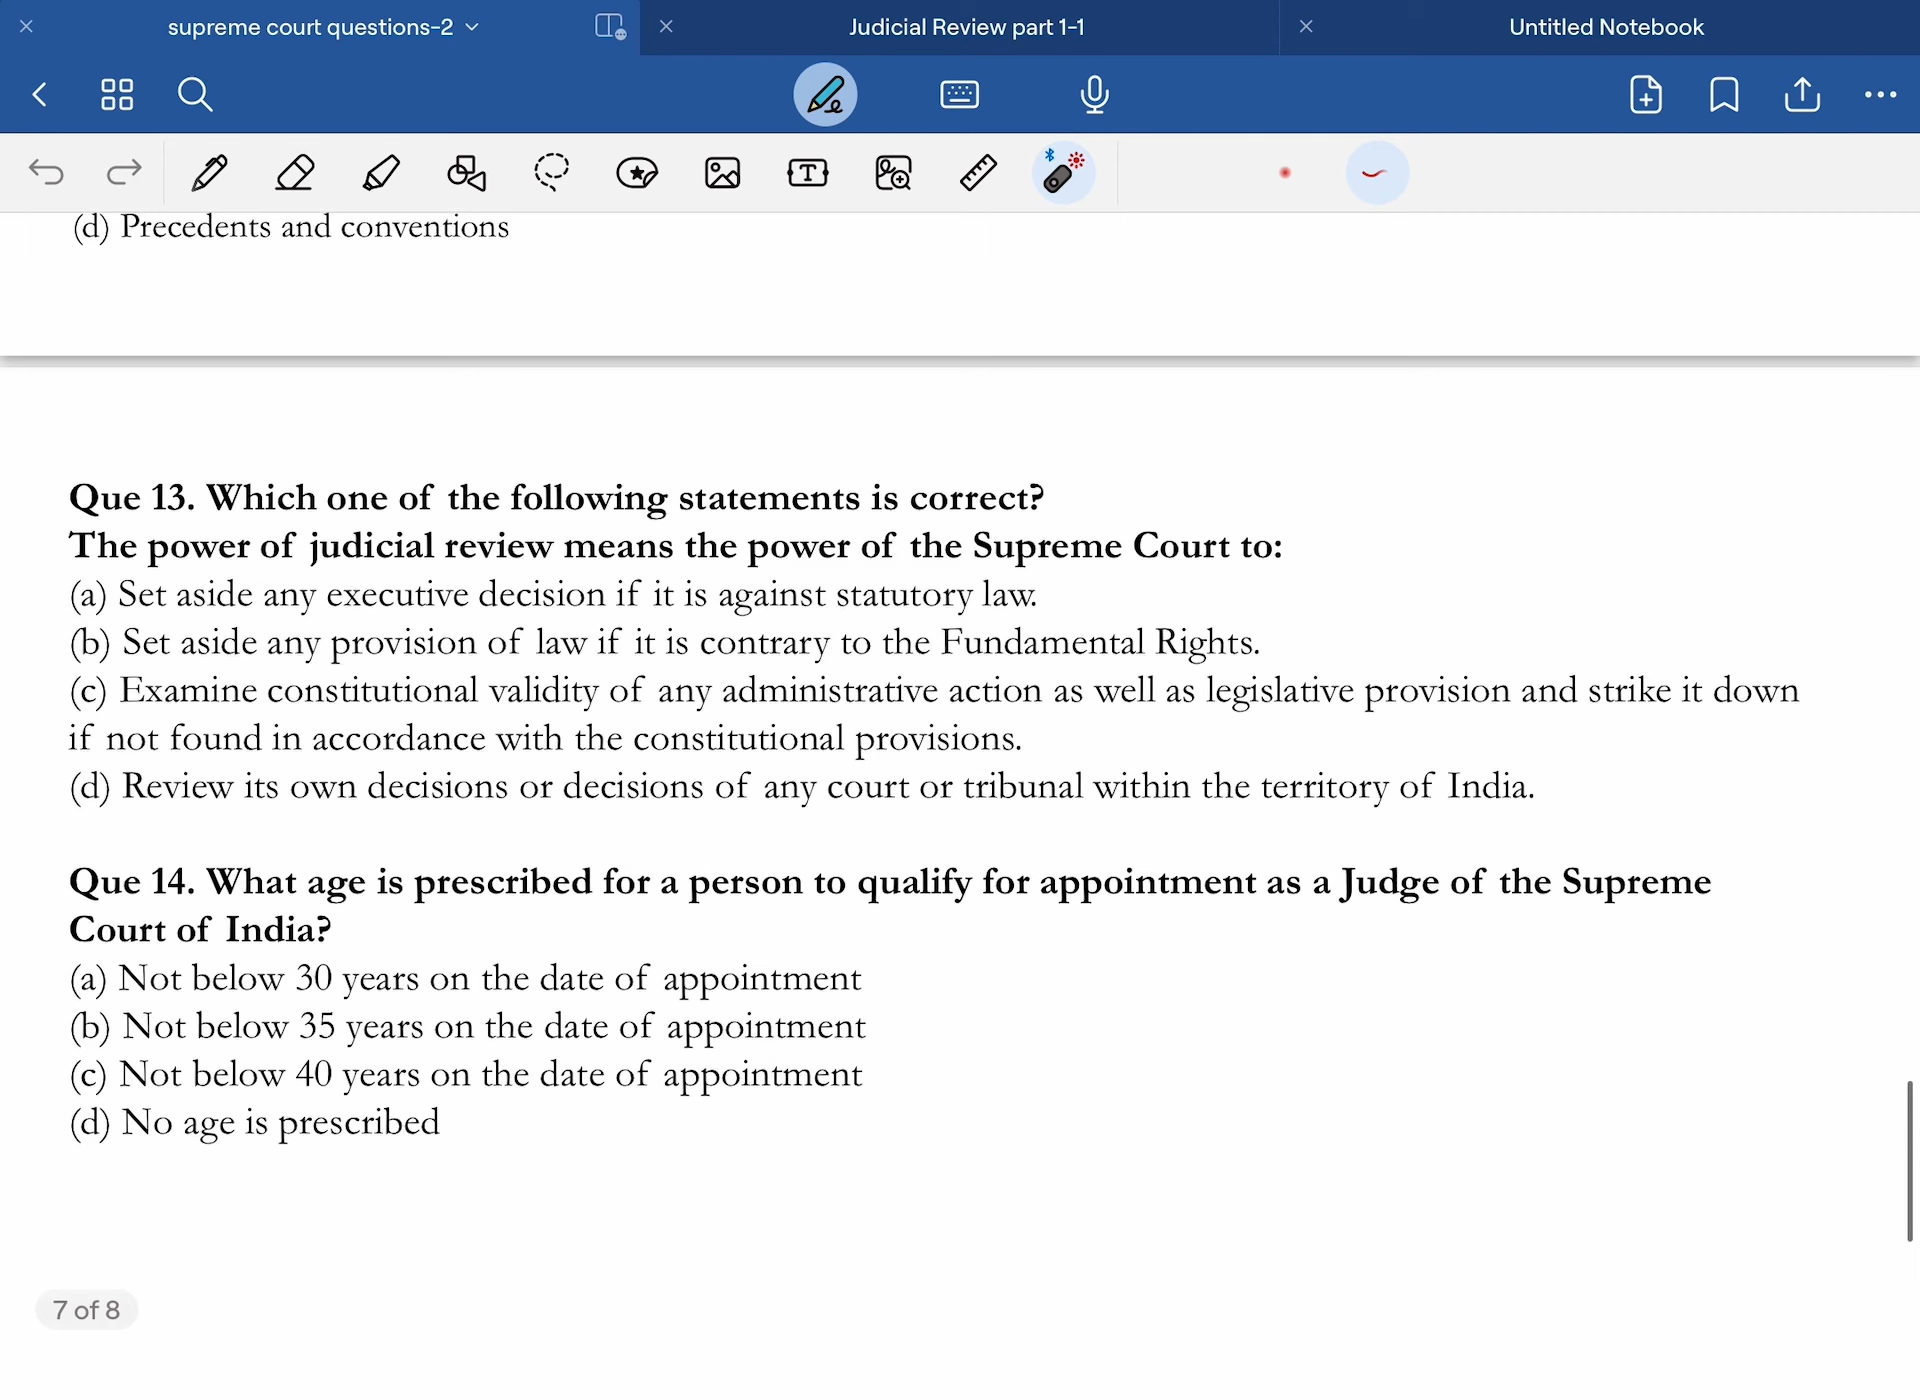 supreme court questions-2
Judicial Review part 1-1
Untitled Notebook
(d) Precedents and conventions
Que 13. Which one of the following statements is correct?
The power of judicial review means the power of the Supreme Court to:
(a) Set aside any executive decision if it is against statutory law.
(b) Set aside any provision of law if it is contrary to the Fundamental Rights.
(c) Examine constitutional validity of any administrative action as well as legislative provision and strike it down
if not found in accordance with the constitutional provisions.
(d) Review its own decisions or decisions of any court or tribunal within the territory of India.
Que 14. What age is prescribed for a person to qualify for appointment as a Judge of the Supreme
Court of India?
(a) Not below 30 years on the date of appointment
(b) Not below 35 years on the date of appointment
(c) Not below 40 years on the date of appointment
(d) No age is prescribed
7 of 8